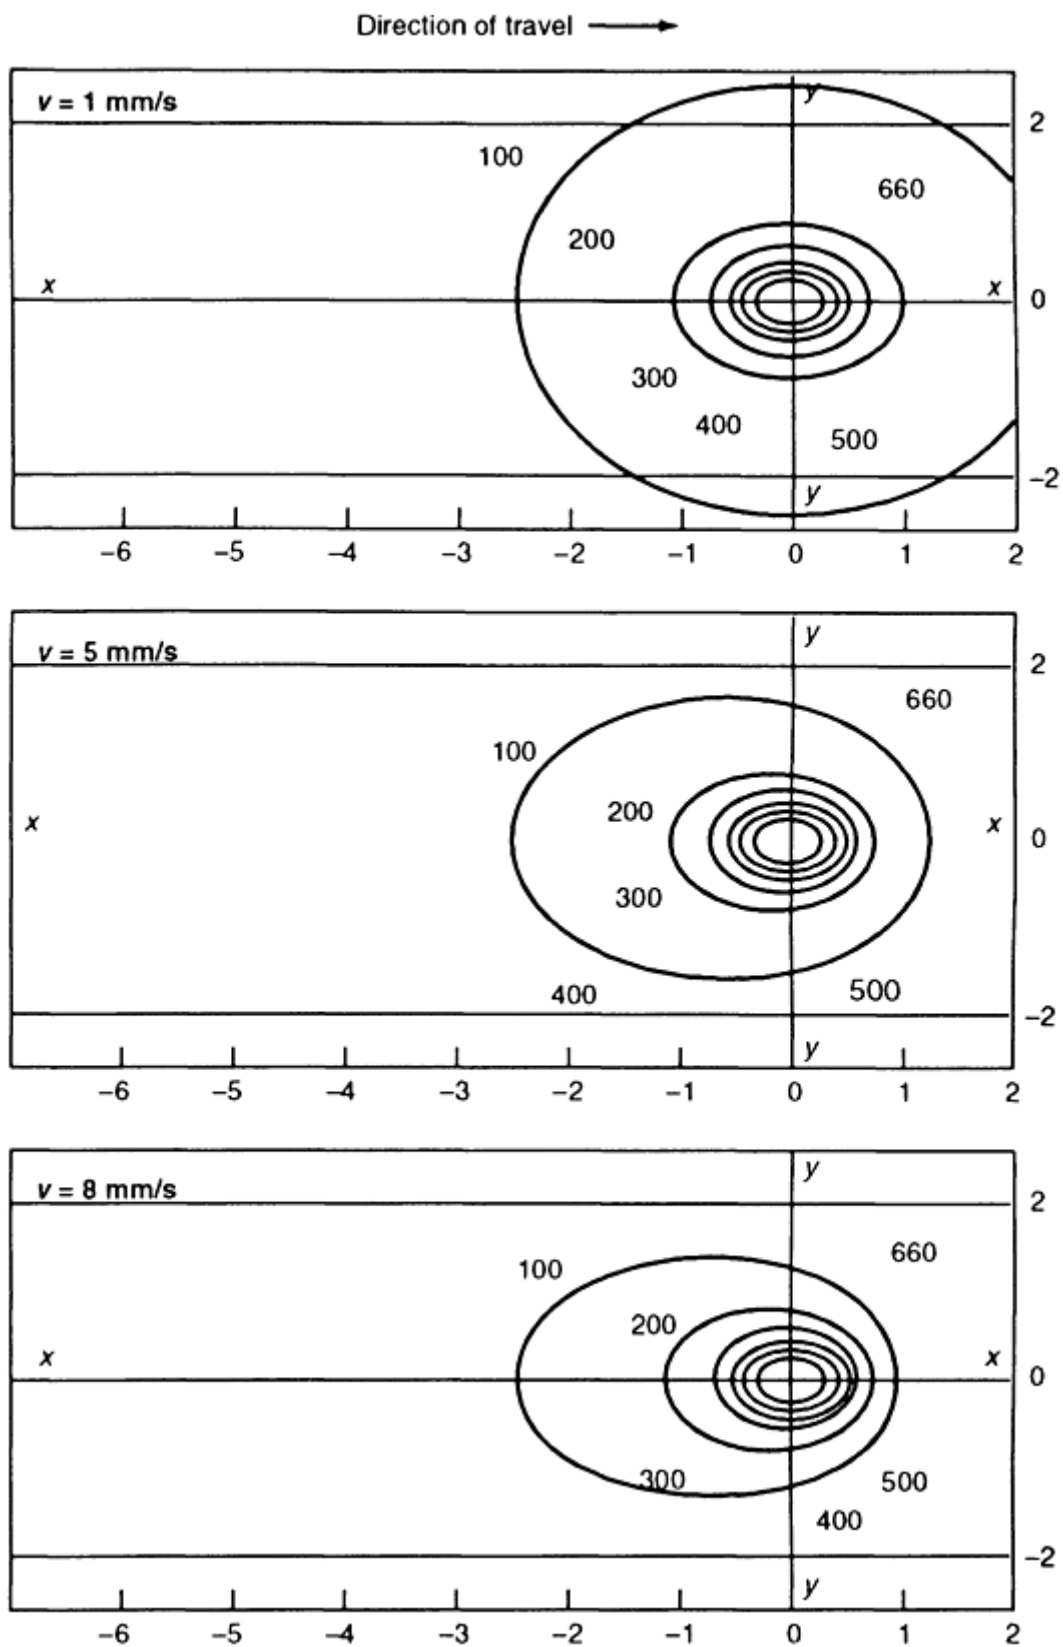 Direction of travel
v = 1 mm/s
y
2
100
660
200
x
x
0
300
400
500
y
−2
−6 −5 −4 −3 −2 −1 0 1 2
y
v = 5 mm/s
2
660
100
200
x
x
0
300
400
500
−2
y
−6 −5 −4 −3 −2 −1 0 1 2
y
v = 8 mm/s
2
660
100
200
x
x
0
300
500
400
−2
y
−6 −5 −4 −3 −2 −1 0 1 2